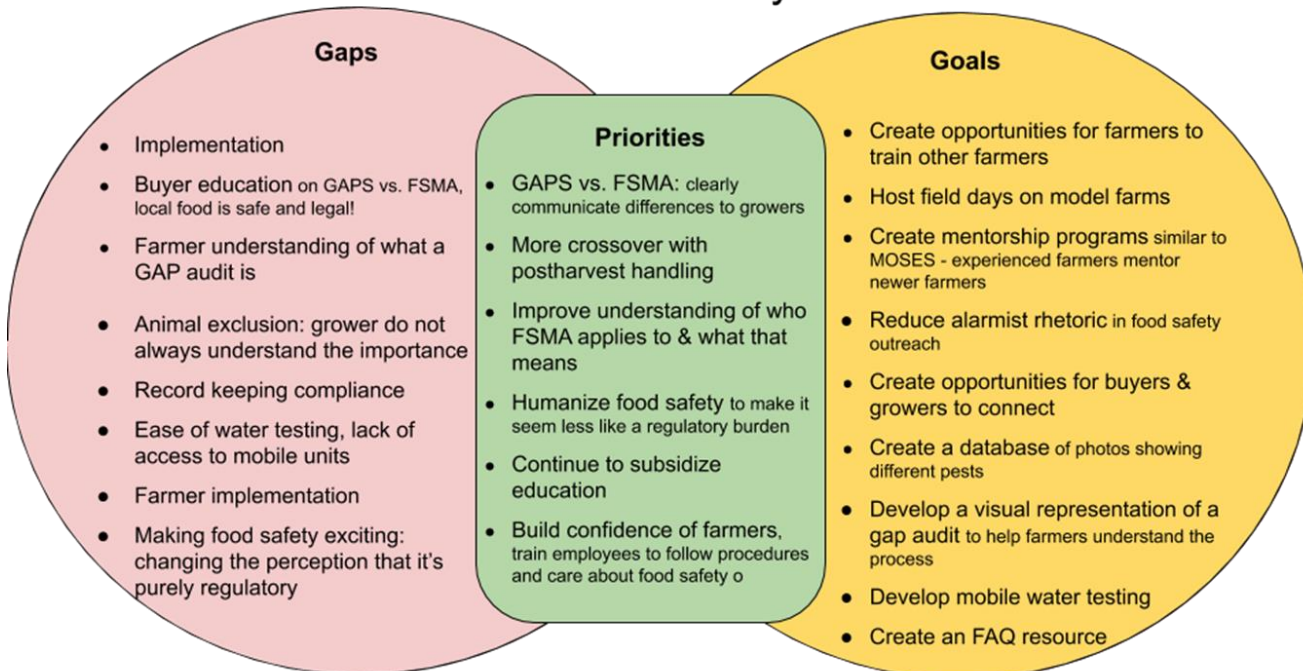 Gaps
● Implementation
● Buyer education on GAPS vs. FSMA,
local food is safe and legal!
● Farmer understanding of what a
GAP audit is
● Animal exclusion: grower do not
always understand the importance
● Record keeping compliance
● Ease of water testing, lack of
access to mobile units
● Farmer implementation
● Making food safety exciting:
changing the perception that it's
purely regulatory
Priorities
● GAPS vs. FSMA: clearly
communicate differences to growers
● More crossover with
postharvest handling
● Improve understanding of who
FSMA applies to & what that
means
● Humanize food safety to make it
seem less like a regulatory burden
● Continue to subsidize
education
● Build confidence of farmers,
train employees to follow procedures
and care about food safety o
Goals
● Create opportunities for farmers to
train other farmers
● Host field days on model farms
● Create mentorship programs similar to
MOSES - experienced farmers mentor
newer farmers
● Reduce alarmist rhetoric in food safety
outreach
● Create opportunities for buyers &
growers to connect
● Create a database of photos showing
different pests
● Develop a visual representation of a
gap audit to help farmers understand the
process
● Develop mobile water testing
● Create an FAQ resource